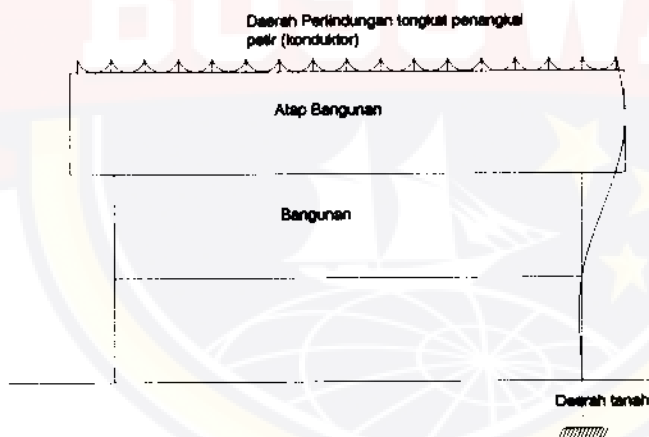 Daerah Perlindungan tongkat penangkal
petir (konduktor)
Atap Bangunan
Bangunan
Daerah tanah